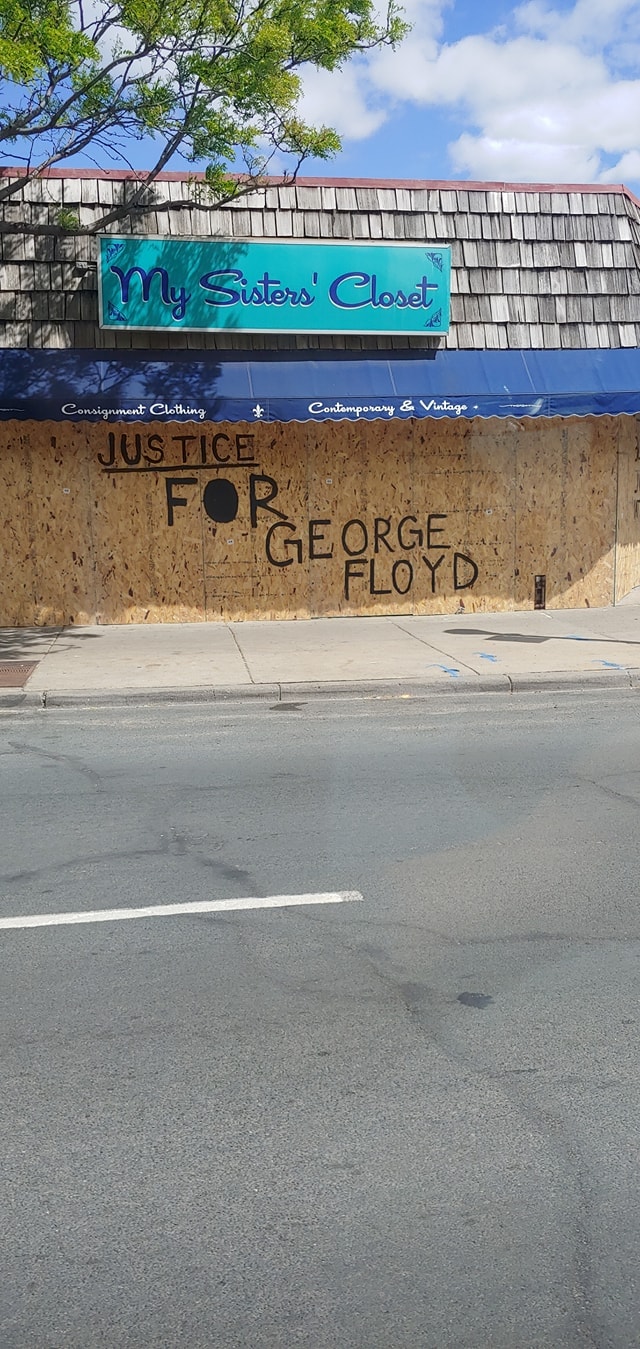 My Sisters' Closet
Consignment Clothing
Contemporary & Vintage
JUSTICE
FOR
GEORGE
FLOYD